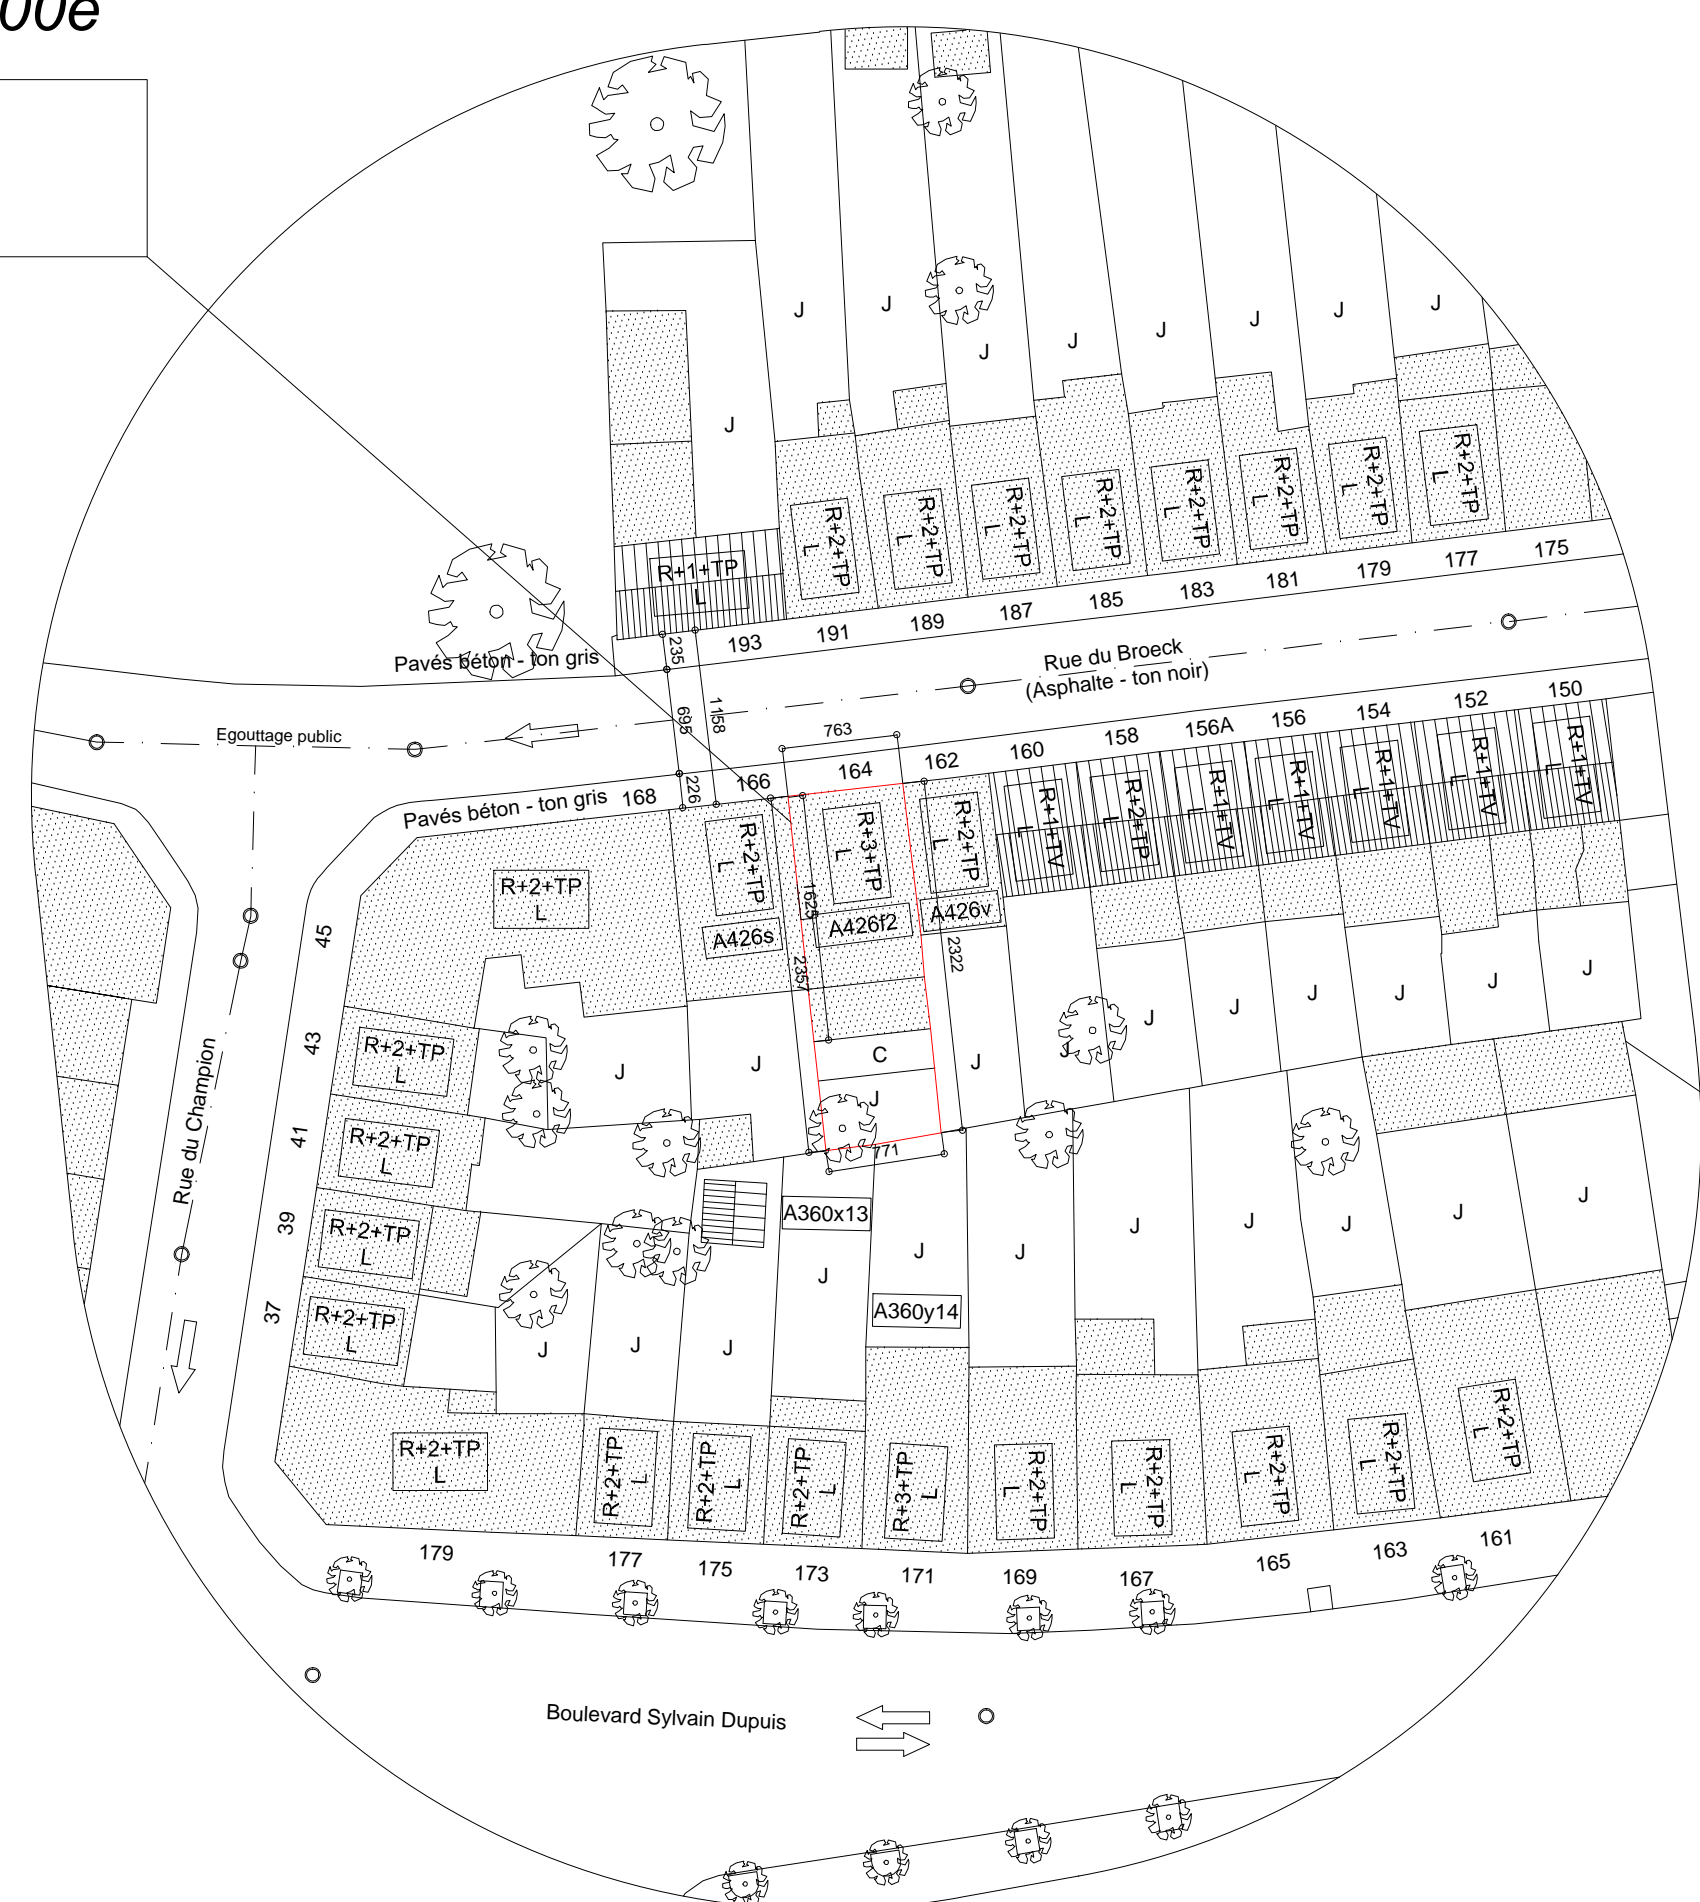 00e
J
J
J
J
J
J
J
J
J
R+2+TP
L
R+2+TP
L
R+2+TP
L
R+2+TP
L
R+2+TP
L
R+2+TP
L
R+2+TP
L
R+2+TP
L
R+1+TP
L
193
191
189
187
185
183
181
179
177
175
Pavés béton - ton gris
235
695
1158
226
Rue du Broeck
(Asphalte - ton noir)
Egouttage public
763
Pavés béton - ton gris
168
166
164
162
160
158
156A
156
154
152
150
R+2+TP
L
R+2+TP
L
R+3+TP
L
R+2+TP
L
R+1+TV
L
R+2+TP
L
R+1+TV
L
R+1+TV
L
R+1+TV
L
R+1+TV
L
R+1+TV
L
A426s
A426f2
A426v
1625
2357
2322
45
43
41
39
37
Rue du Champion
R+2+TP
L
R+2+TP
L
R+2+TP
L
R+2+TP
L
J
J
C
J
J
J
J
J
J
J
J
J
771
A360x13
A360y14
J
J
J
J
J
J
J
J
J
J
J
R+2+TP
L
R+2+TP
L
R+2+TP
L
R+2+TP
L
R+3+TP
L
R+2+TP
L
R+2+TP
L
R+2+TP
L
R+2+TP
L
R+2+TP
L
179
177
175
173
171
169
167
165
163
161
Boulevard Sylvain Dupuis